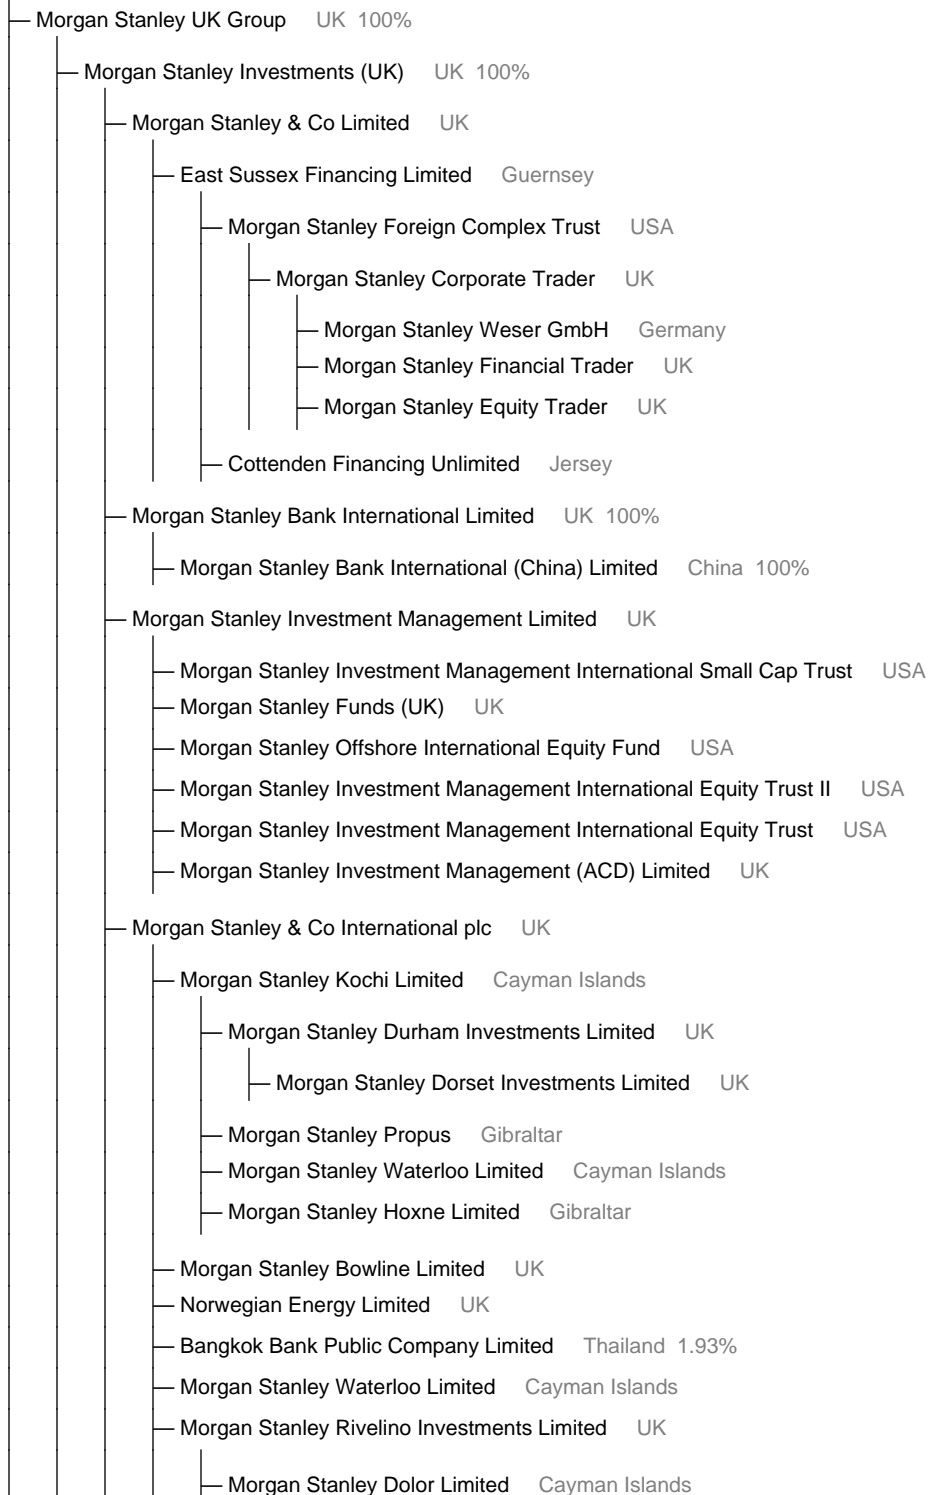 Morgan Stanley UK Group UK 100%
Morgan Stanley Investments (UK) UK 100%
Morgan Stanley & Co Limited UK
East Sussex Financing Limited Guernsey
Morgan Stanley Foreign Complex Trust USA
Morgan Stanley Corporate Trader UK
Morgan Stanley Weser GmbH Germany
Morgan Stanley Financial Trader UK
Morgan Stanley Equity Trader UK
Cottenden Financing Unlimited Jersey
Morgan Stanley Bank International Limited UK 100%
Morgan Stanley Bank International (China) Limited China 100%
Morgan Stanley Investment Management Limited UK
Morgan Stanley Investment Management International Small Cap Trust USA
Morgan Stanley Funds (UK) UK
Morgan Stanley Offshore International Equity Fund USA
Morgan Stanley Investment Management International Equity Trust II USA
Morgan Stanley Investment Management International Equity Trust USA
Morgan Stanley Investment Management (ACD) Limited UK
Morgan Stanley & Co International plc UK
Morgan Stanley Kochi Limited Cayman Islands
Morgan Stanley Durham Investments Limited UK
Morgan Stanley Dorset Investments Limited UK
Morgan Stanley Propus Gibraltar
Morgan Stanley Waterloo Limited Cayman Islands
Morgan Stanley Hoxne Limited Gibraltar
Morgan Stanley Bowline Limited UK
Norwegian Energy Limited UK
Bangkok Bank Public Company Limited Thailand 1.93%
Morgan Stanley Waterloo Limited Cayman Islands
Morgan Stanley Rivelino Investments Limited UK
Morgan Stanley Dolor Limited Cayman Islands